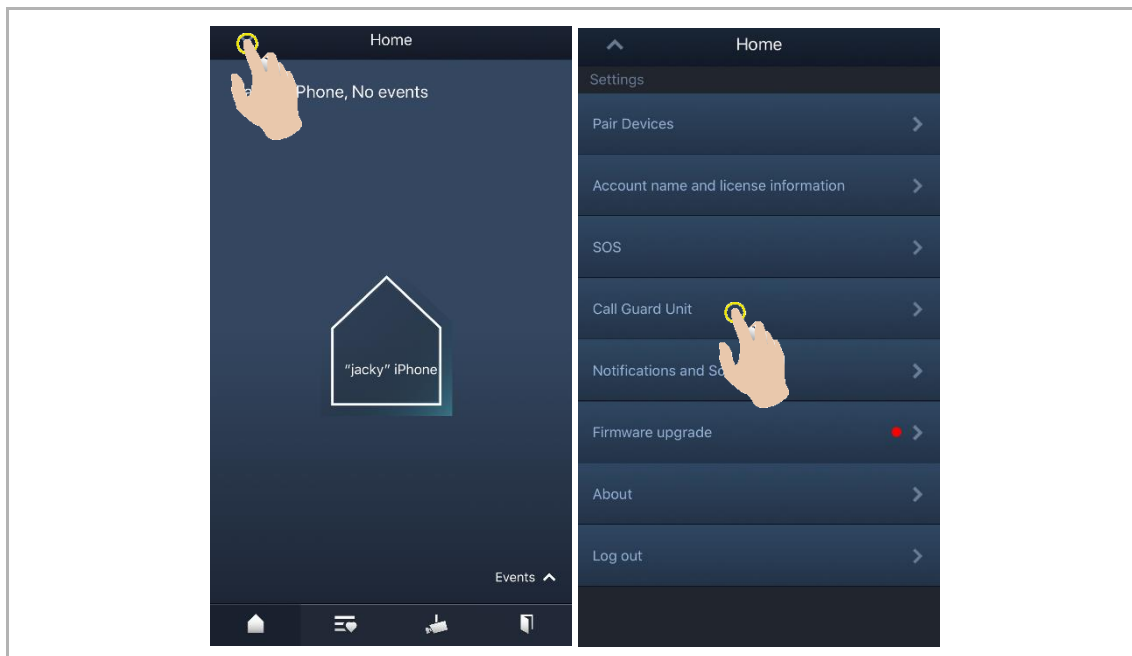 Home
Phone, No events
"jacky" iPhone
Events
Home
Settings
Pair Devices
Account name and license information
SOS
Call Guard Unit
Notifications and
Firmware upgrade
About
Log out